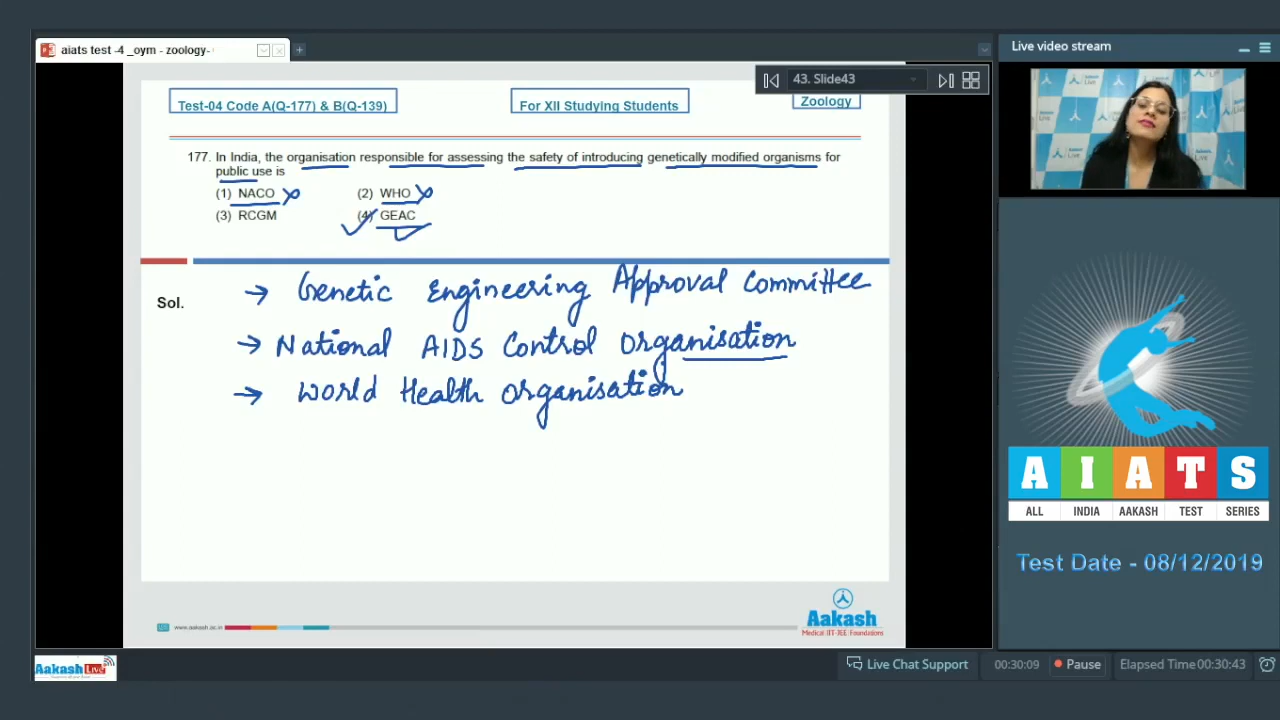 aiats test -4 _oym - zoology-
Live video stream
43. Slide43
Test-04 Code A(Q-177) & B(Q-139)
For XII Studying Students
Zoology
177. In India, the organisation responsible for assessing the safety of introducing genetically modified organisms for
public use is
(1) NACO
(2) WHO
(3) RCGM
(4) GEAC
Sol.
→ Genetic Engineering Approval Committee
→ National AIDS Control Organisation
→ World Health Organisation
www.aakash.ac.in
Aakash
Medical|IIT-JEE|Foundations
A I A T S
ALL INDIA AAKASH TEST SERIES
Test Date - 08/12/2019
Aakash Live
Live Chat Support
00:30:09
Pause
Elapsed Time 00:30:43